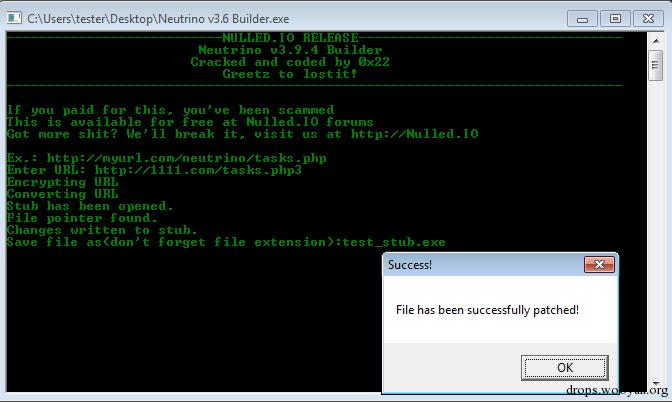 C:\Users\tester\Desktop\Neutrino v3.6 Builder.exe
NULLED.IO RELEASE
Neutrino v3.9.4 Builder
Cracked and coded by 0x22
Greetz to lostit!
If you paid for this, you've been scammed
This is available for free at Nulled.IO forums
Got more shit? We'll break it, visit us at http://Nulled.IO
Ex.: http://myurl.com/neutrino/tasks.php
Enter URL: http://1111.com/tasks.php3
Encrypting URL
Converting URL
Stub has been opened.
File pointer found.
Changes written to stub.
Save file as(don't forget file extension):test_stub.exe
Success!
File has been successfully patched!
OK
drops.wooyun.org